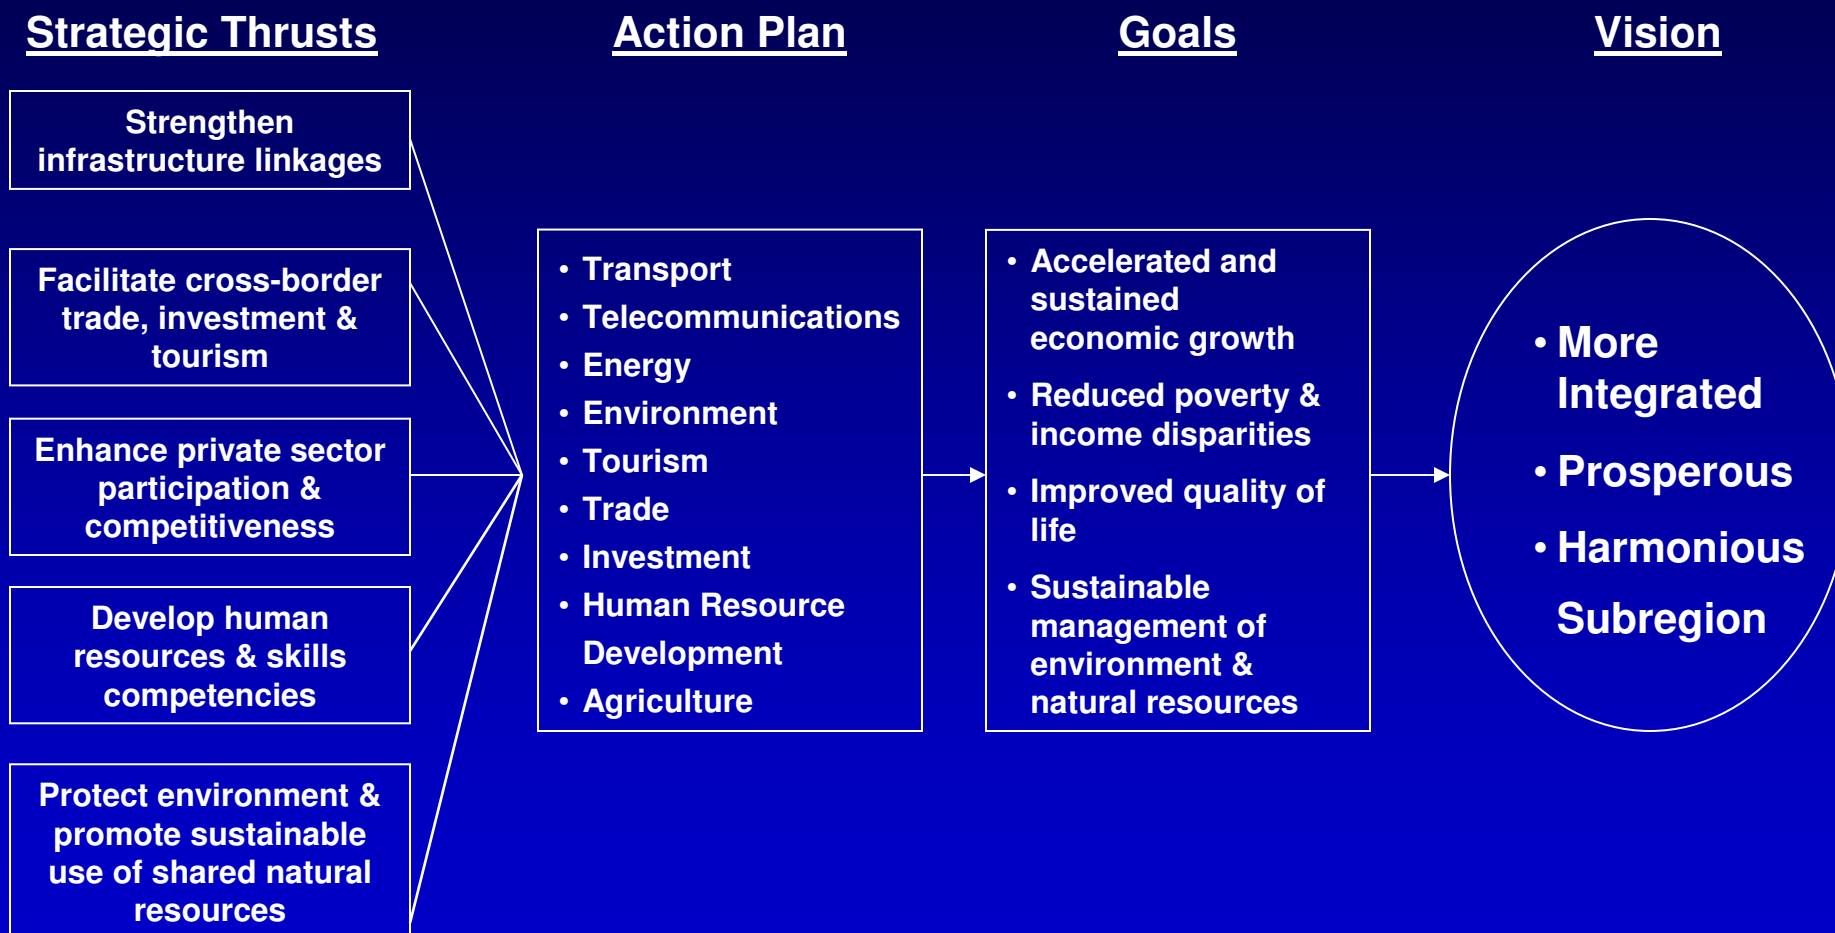 Strategic Thrusts
Action Plan
Goals
Vision
Strengthen
infrastructure linkages
Facilitate cross-border
trade, investment &
tourism
Enhance private sector
participation &
competitiveness
Develop human
resources & skills
competencies
Protect environment &
promote sustainable
use of shared natural
resources
• Transport
• Telecommunications
• Energy
• Environment
• Tourism
• Trade
• Investment
• Human Resource
Development
• Agriculture
• Accelerated and
sustained
economic growth
• Reduced poverty &
income disparities
• Improved quality of
life
• Sustainable
management of
environment &
natural resources
• More
Integrated
• Prosperous
• Harmonious
Subregion